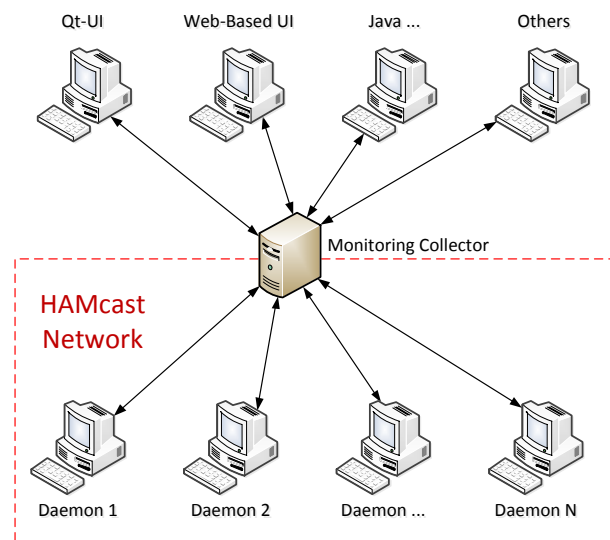 Qt-UI
Web-Based UI
Java ...
Others
Monitoring Collector
HAMcast
Network
Daemon 1
Daemon 2
Daemon ...
Daemon N